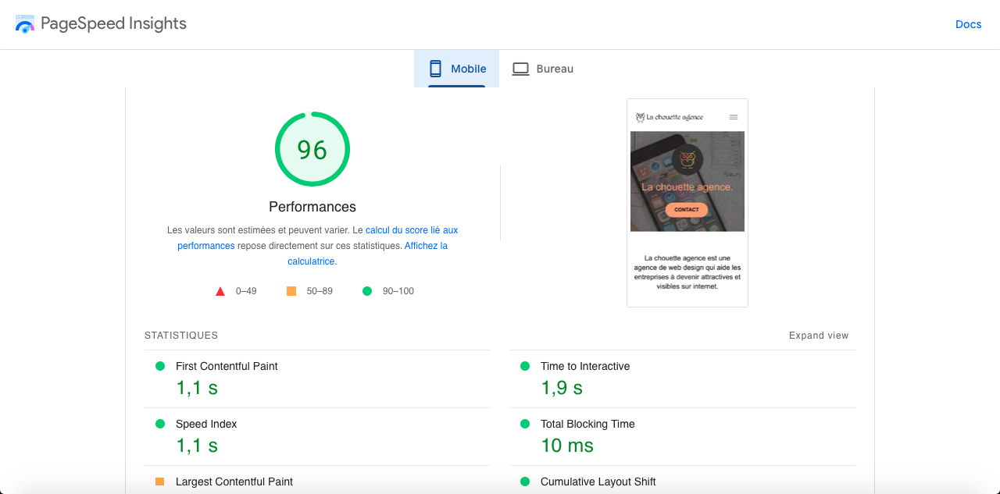 PageSpeed Insights
Docs
Mobile
Bureau
96
Performances
Les valeurs sont estimées et peuvent varier. Le calcul du score lié aux
performances repose directement sur ces statistiques. Affichez la
calculatrice.
0–49
50–89
90–100
La chouette agence
La chouette agence.
CONTACT
La chouette agence est une
agence de web design qui aide les
entreprises à devenir attractives et
visibles sur internet.
STATISTIQUES
Expand view
First Contentful Paint
1,1 s
Time to Interactive
1,9 s
Speed Index
1,1 s
Total Blocking Time
10 ms
Largest Contentful Paint
Cumulative Layout Shift